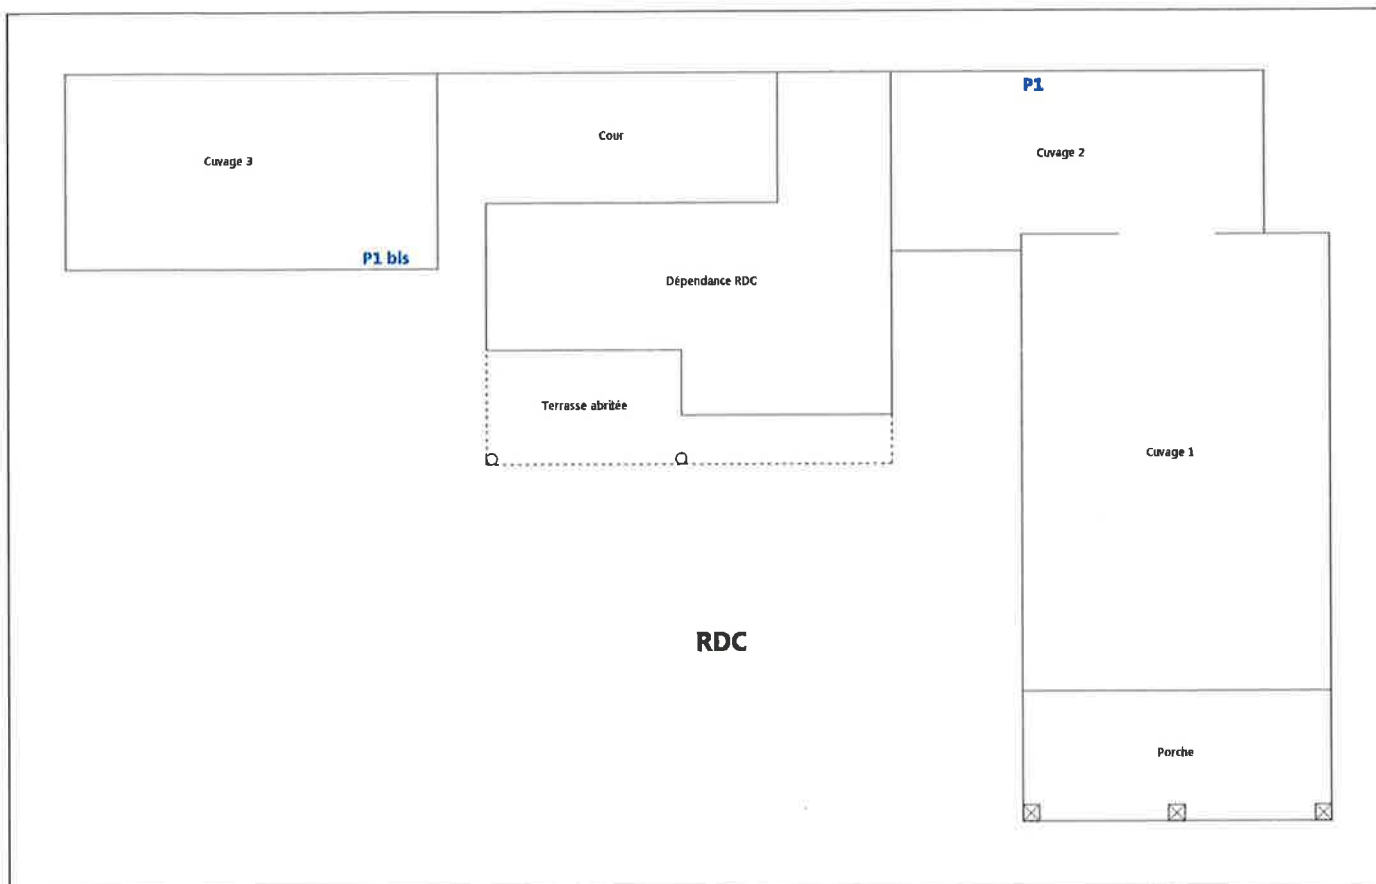 P1
Cour
Cuvage 3
Cuvage 2
P1 bis
Dépendance RDC
Terrasse abritée
Cuvage 1
RDC
Porche